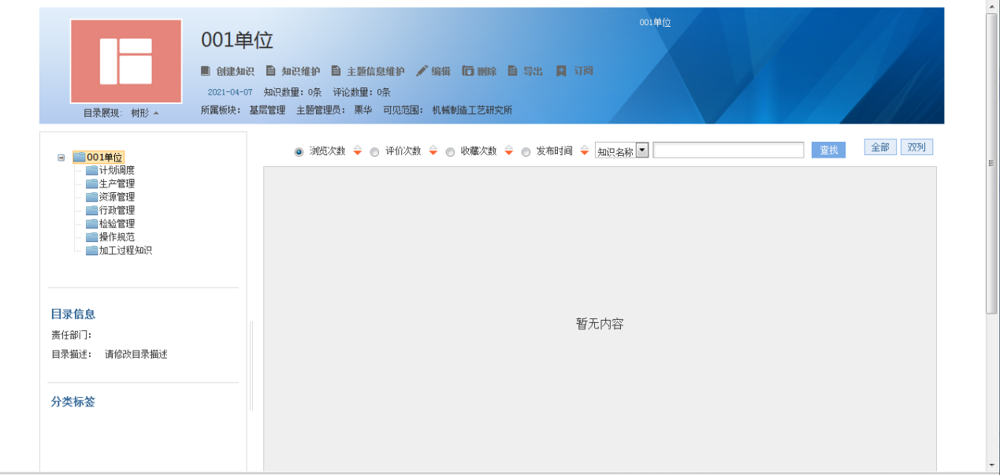 001单位
001单位
创建知识 知识维护 主题信息维护 编辑 删除 导出 订阅
2021-04-07 知识数量: 0条 评论数量: 0条
目录展现: 树形
所属板块: 基层管理 主题管理员: 栗华 可见范围: 机械制造工艺研究所
浏览次数 评价次数 收藏次数 发布时间 知识名称 查找 全部 双列
001单位
计划调度
生产管理
资源管理
行政管理
检验管理
操作规范
加工过程知识
目录信息
责任部门:
目录描述: 请修改目录描述
分类标签
暂无内容